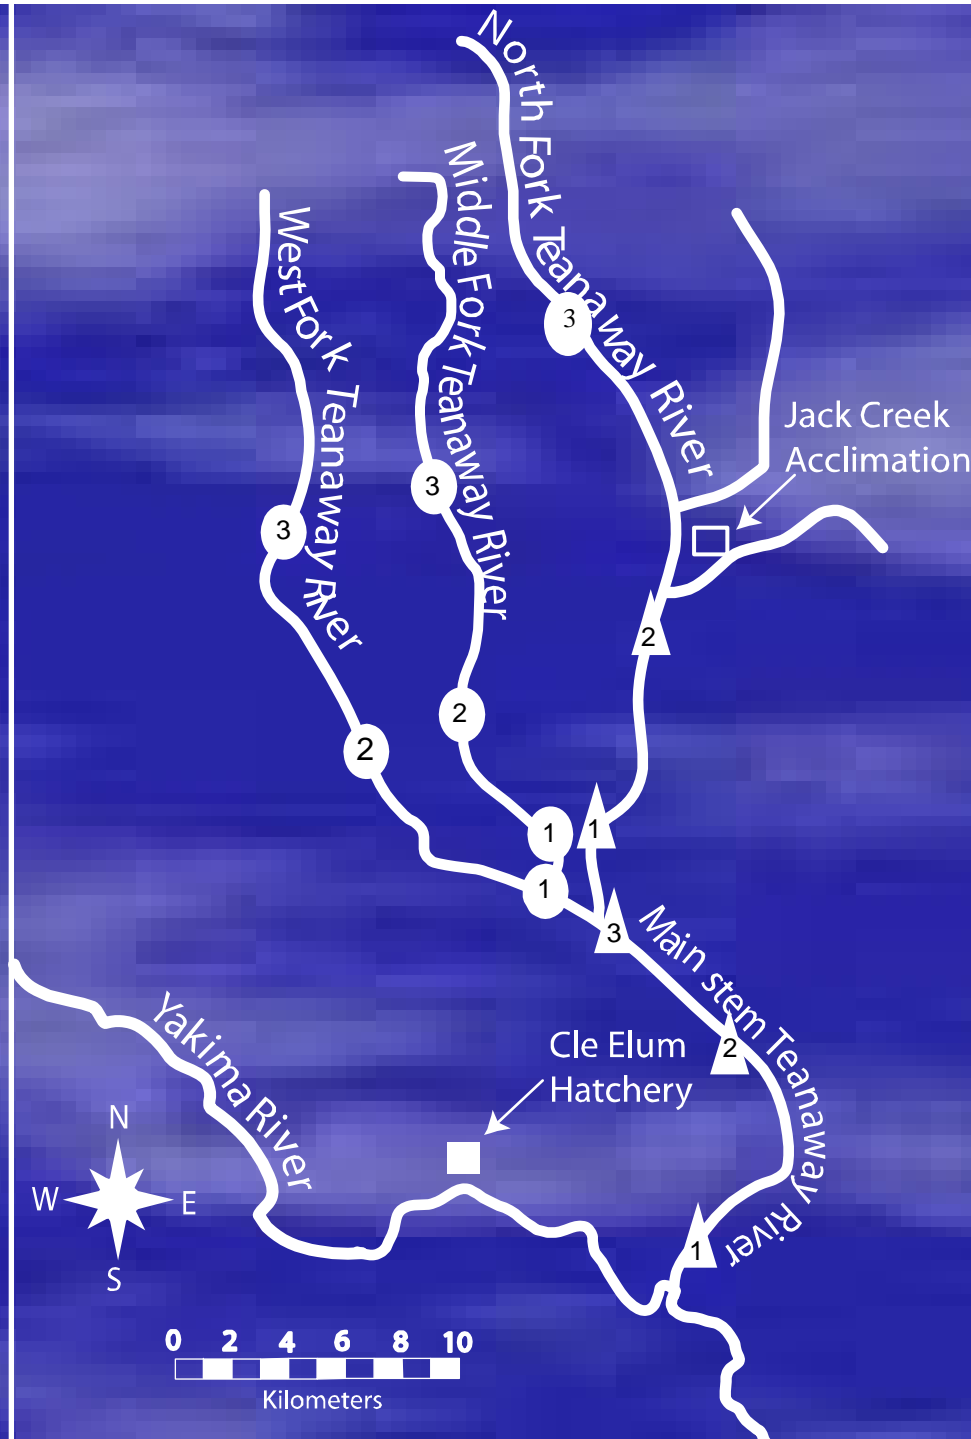 North Fork Teanaway River
Middle Fork Teanaway River
West Fork Teanaway River
3
Jack Creek
Acclimation
3
3
2
2
2
1
1
1
3
Main stem Teanaway River
2
Yakima River
Cle Elum
Hatchery
1
N
W
E
S
0 2 4 6 8 10
Kilometers